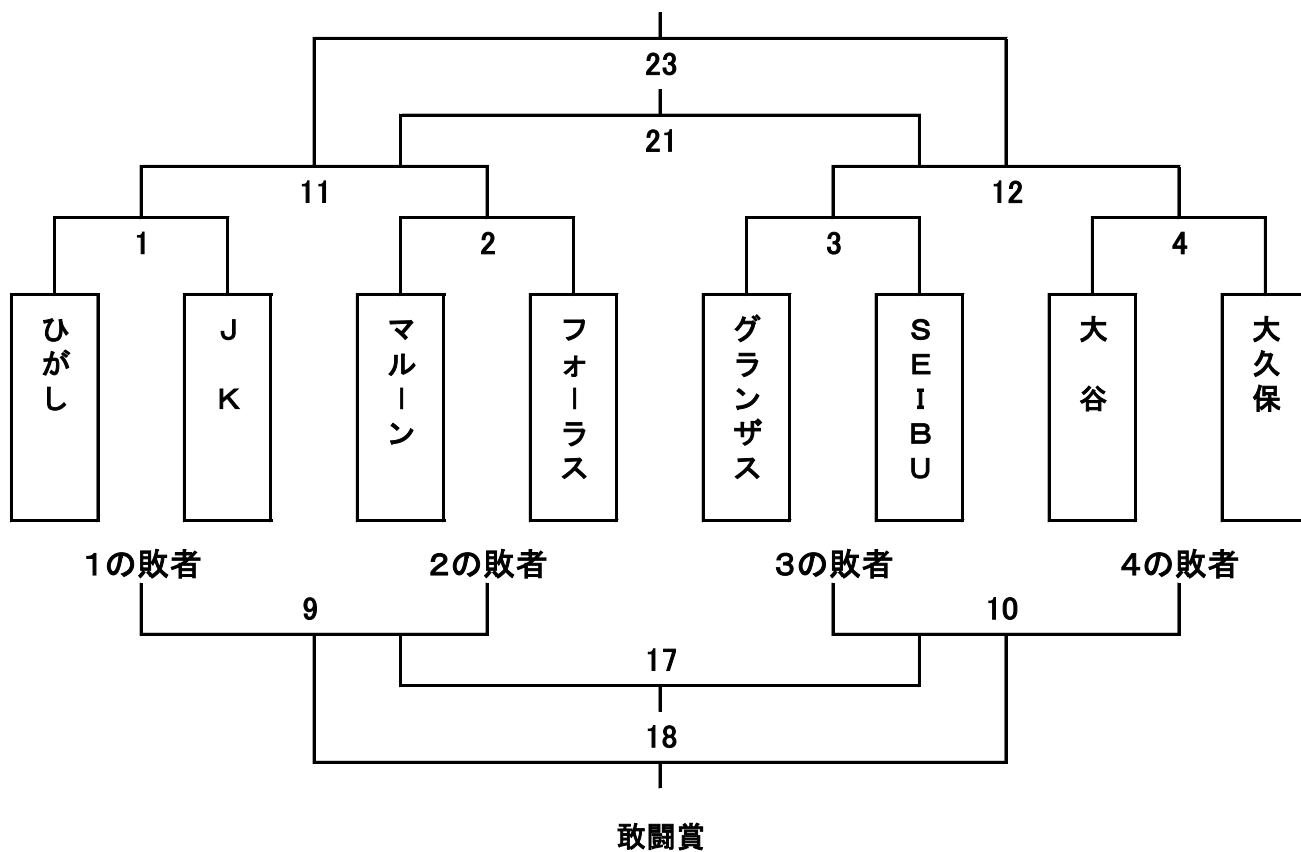 23
21
11
12
1
2
3
4
ひがし
JK
マルーン
フォーラス
グランザス
SEIBU
大谷
大久保
1の敗者
2の敗者
3の敗者
4の敗者
9
10
17
18
敢闘賞